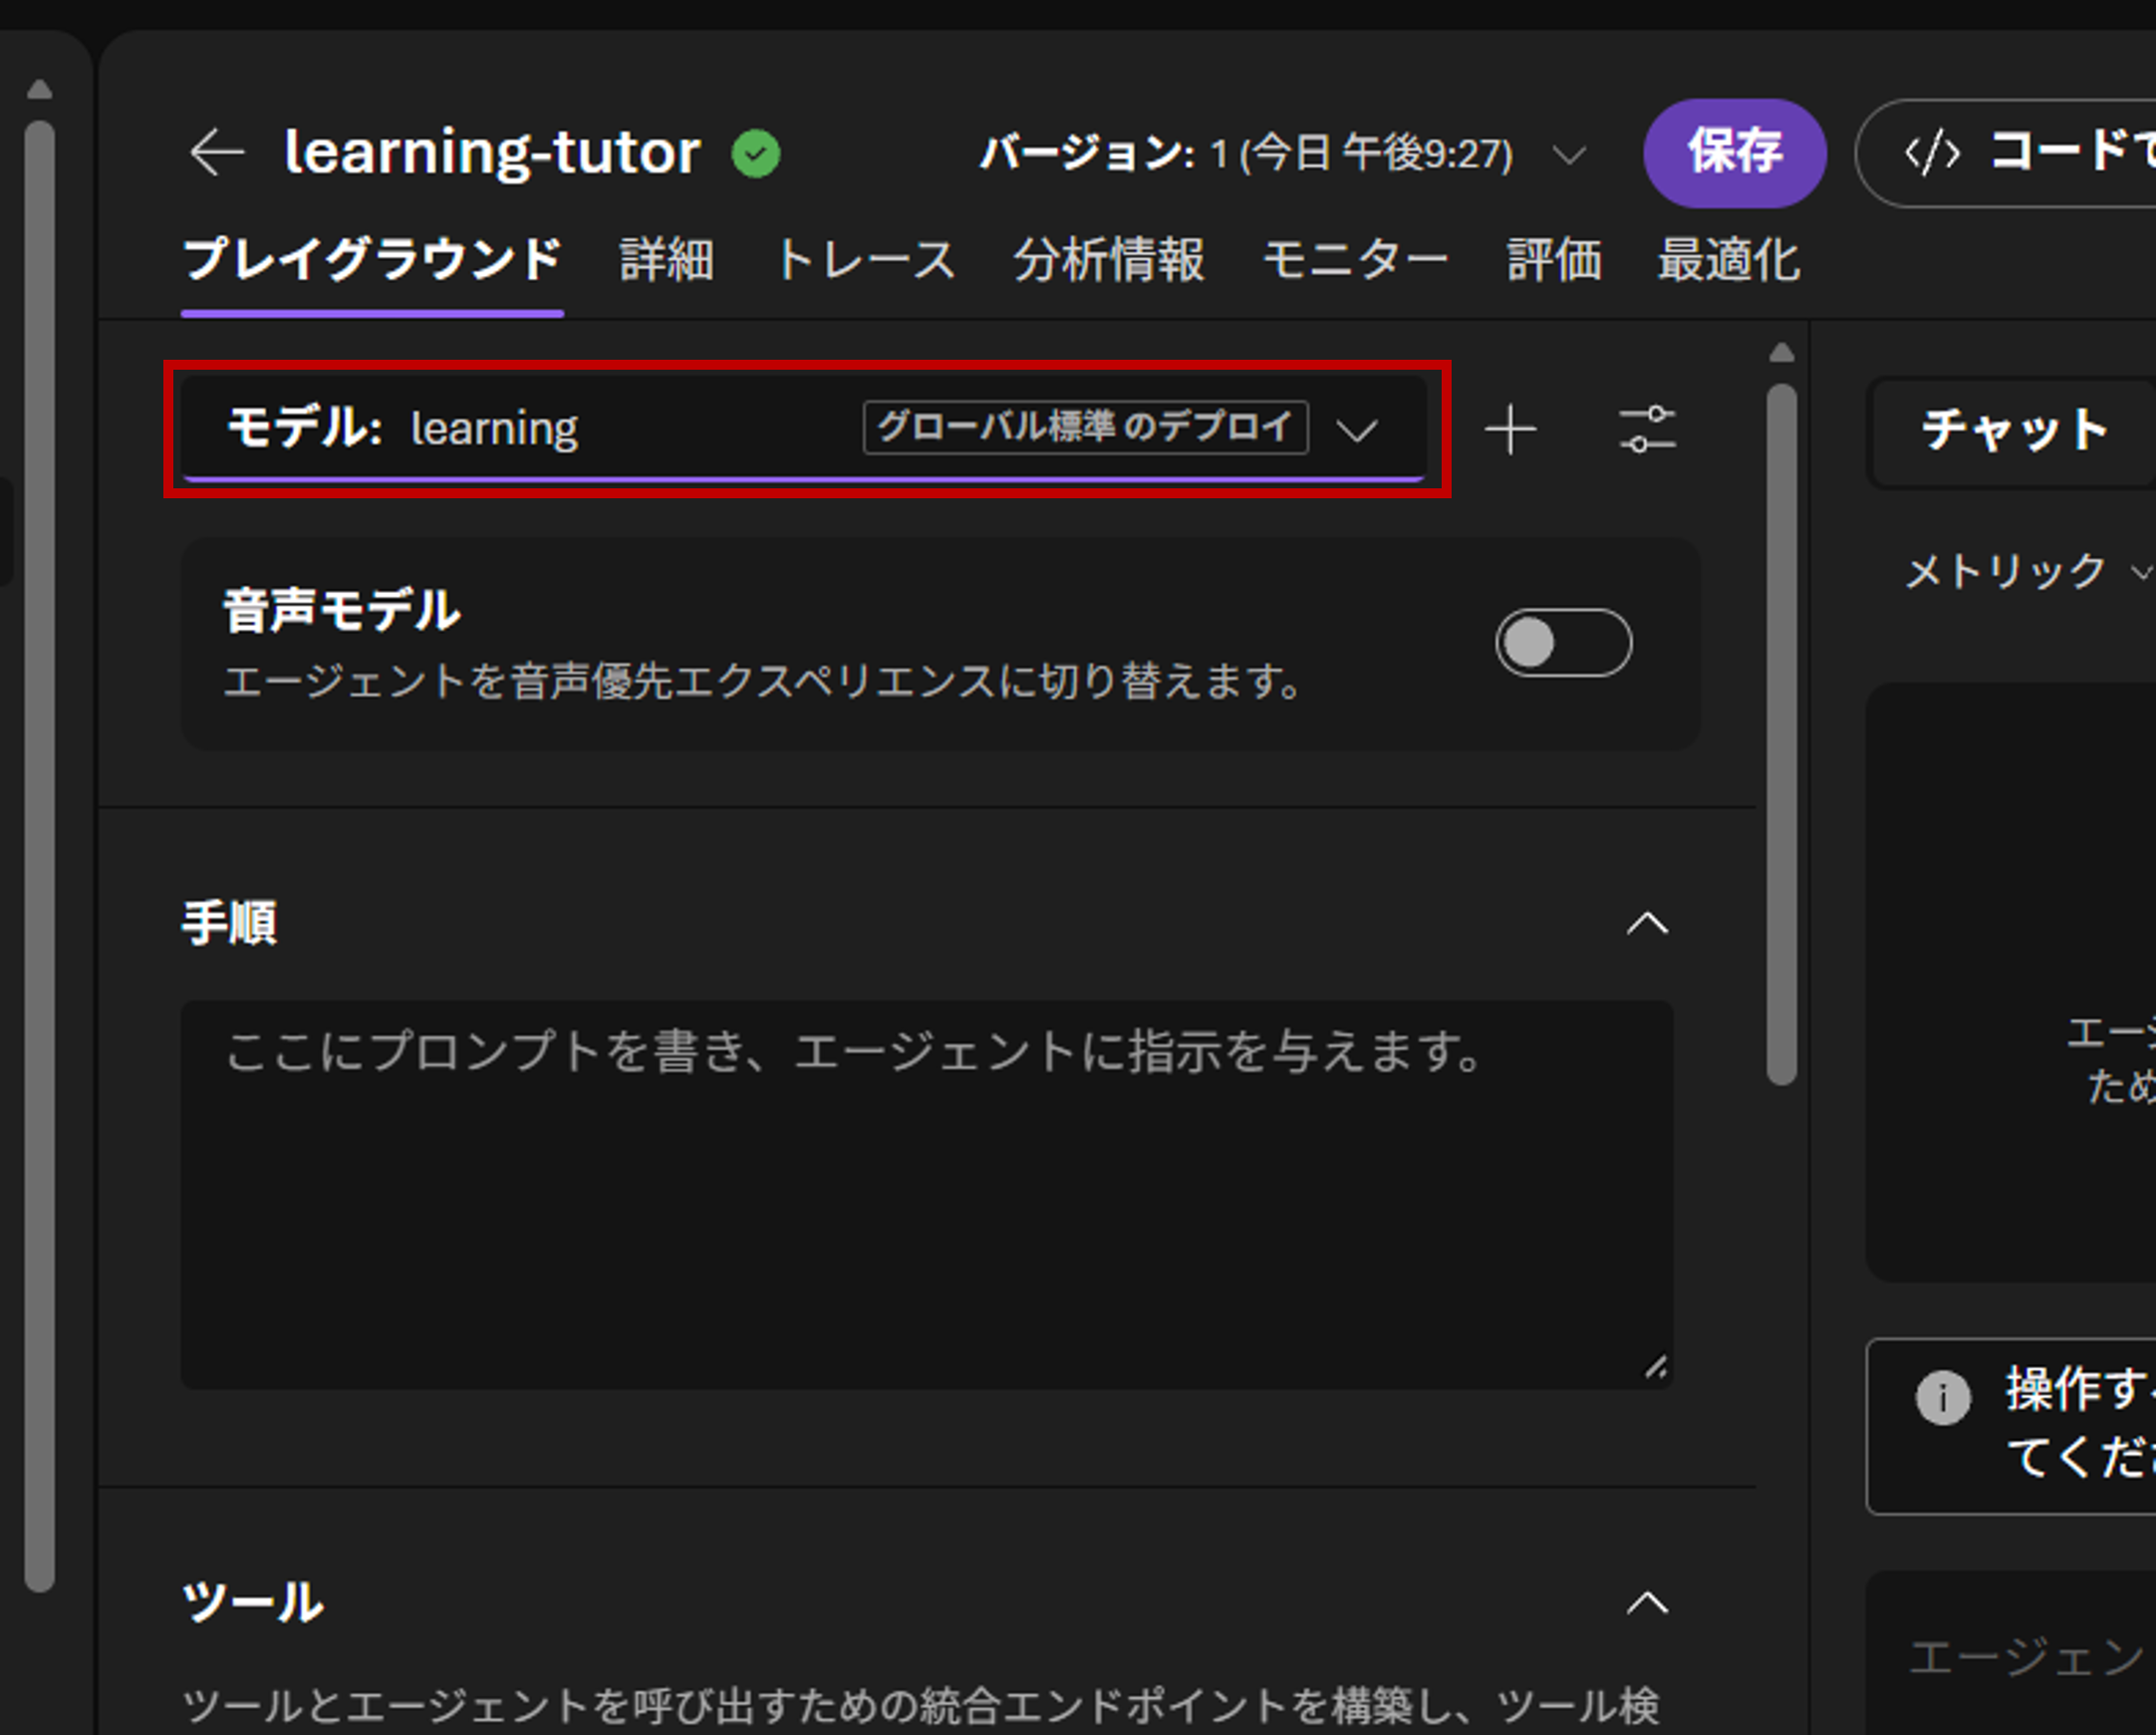 learning-tutor
バージョン: 1 (今日 午後9:27)
保存
</> コードで
プレイグラウンド 詳細 トレース 分析情報 モニター 評価 最適化
モデル: learning グローバル標準 のデプロイ
チャット
音声モデル
エージェントを音声優先エクスペリエンスに切り替えます。
メトリック
手順
ここにプロンプトを書き、エージェントに指示を与えます。
エージ
ため
操作する
てくださ
ツール
ツールとエージェントを呼び出すための統合エンドポイントを構築し、ツール検
エージェン